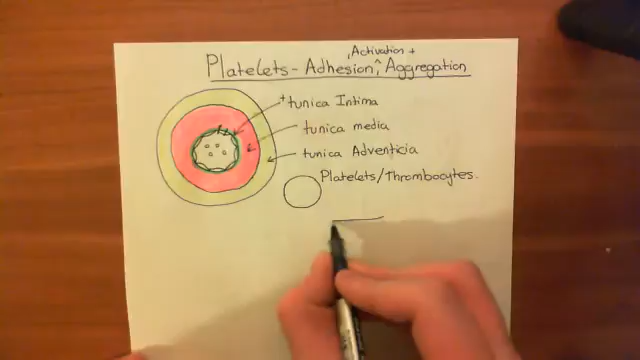 Activation +
Platelets - Adhesion, ^ Aggregation
tunica Intima
tunica media
tunica Adventicia
Platelets/Thrombocytes.